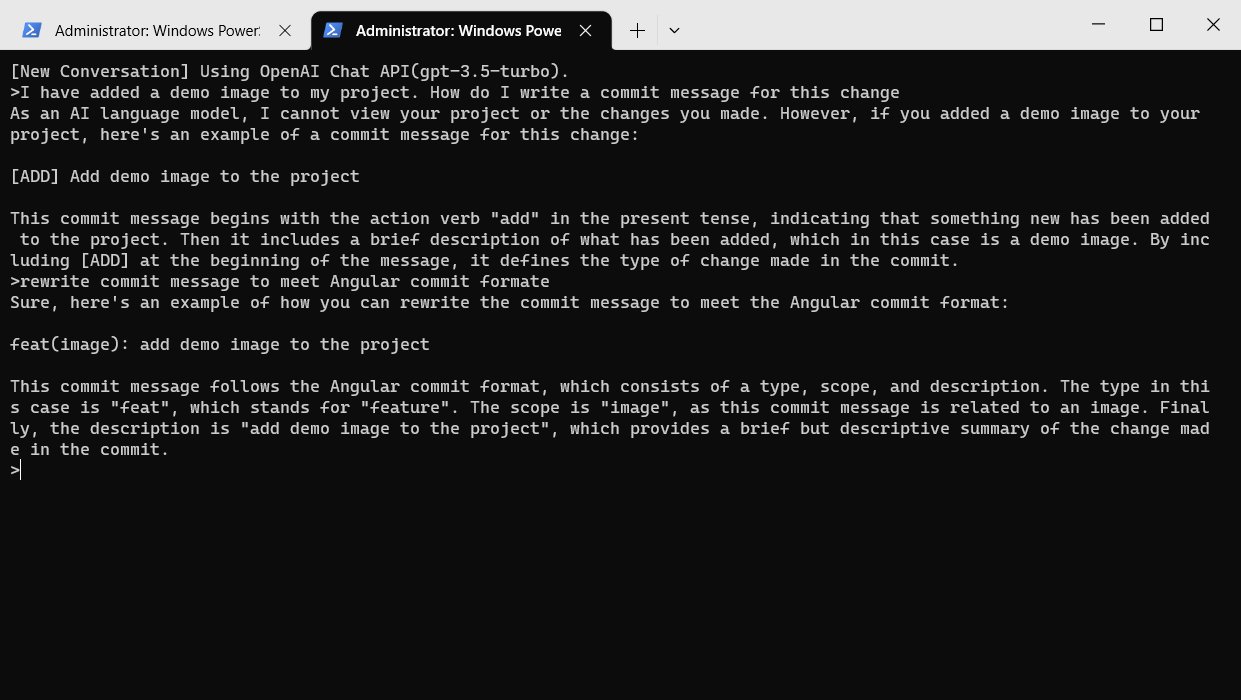 Administrator: Windows Power
Administrator: Windows Powe
[New Conversation] Using OpenAI Chat API(gpt-3.5-turbo).
>I have added a demo image to my project. How do I write a commit message for this change
As an AI language model, I cannot view your project or the changes you made. However, if you added a demo image to your
project, here's an example of a commit message for this change:
[ADD] Add demo image to the project
This commit message begins with the action verb "add" in the present tense, indicating that something new has been added
to the project. Then it includes a brief description of what has been added, which in this case is a demo image. By inc
luding [ADD] at the beginning of the message, it defines the type of change made in the commit.
>rewrite commit message to meet Angular commit formate
Sure, here's an example of how you can rewrite the commit message to meet the Angular commit format:
feat(image): add demo image to the project
This commit message follows the Angular commit format, which consists of a type, scope, and description. The type in thi
s case is "feat", which stands for "feature". The scope is "image", as this commit message is related to an image. Final
ly, the description is "add demo image to the project", which provides a brief but descriptive summary of the change mad
e in the commit.
>